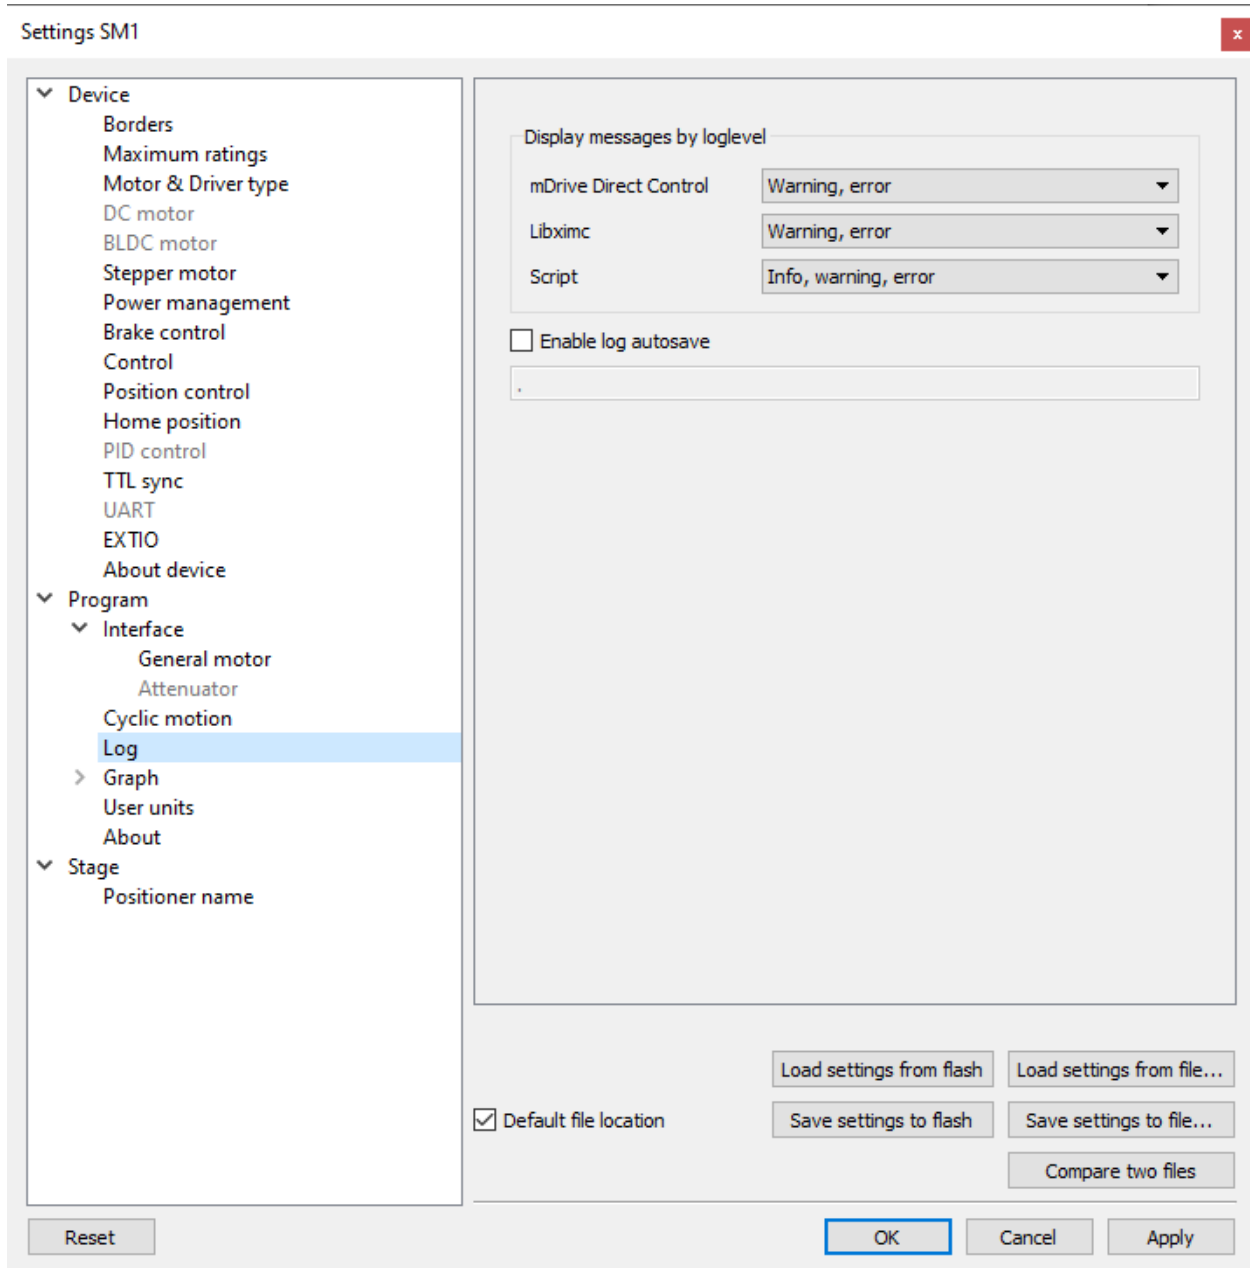 Settings SM1
x
Device
Borders
Maximum ratings
Motor & Driver type
DC motor
BLDC motor
Stepper motor
Power management
Brake control
Control
Position control
Home position
PID control
TTL sync
UART
EXTIO
About device
Program
Interface
General motor
Attenuator
Cyclic motion
Log
Graph
User units
About
Stage
Positioner name
Display messages by loglevel
mDrive Direct Control Warning, error
Libximc Warning, error
Script Info, warning, error
Enable log autosave
.
Load settings from flash Load settings from file...
Default file location Save settings to flash Save settings to file...
Compare two files
Reset OK Cancel Apply